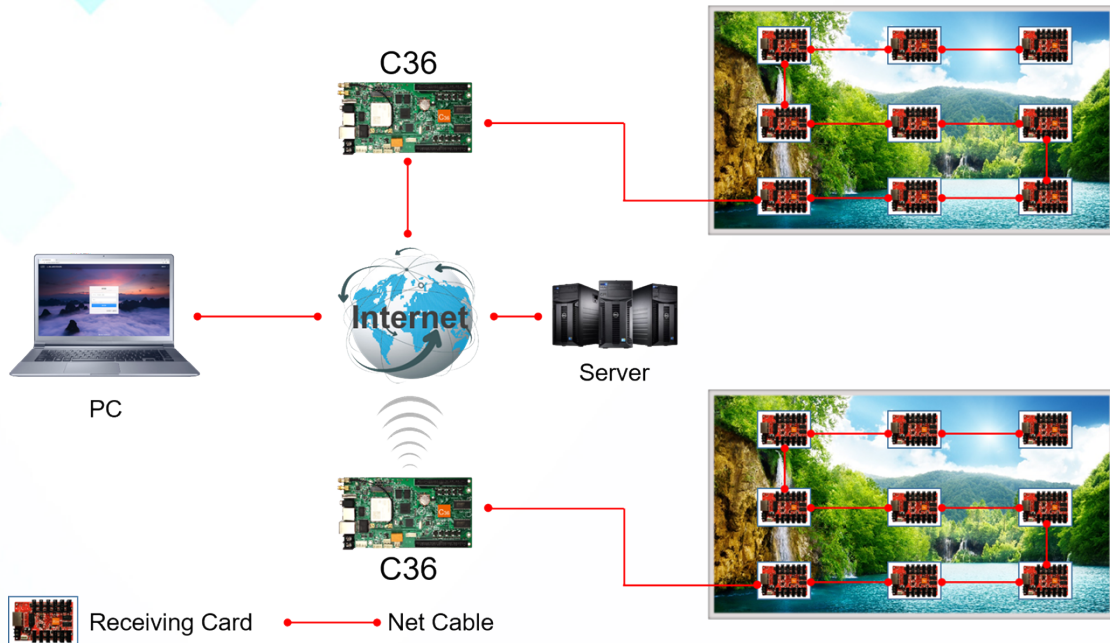 C36
Internet
PC
Server
C36
Receiving Card
Net Cable